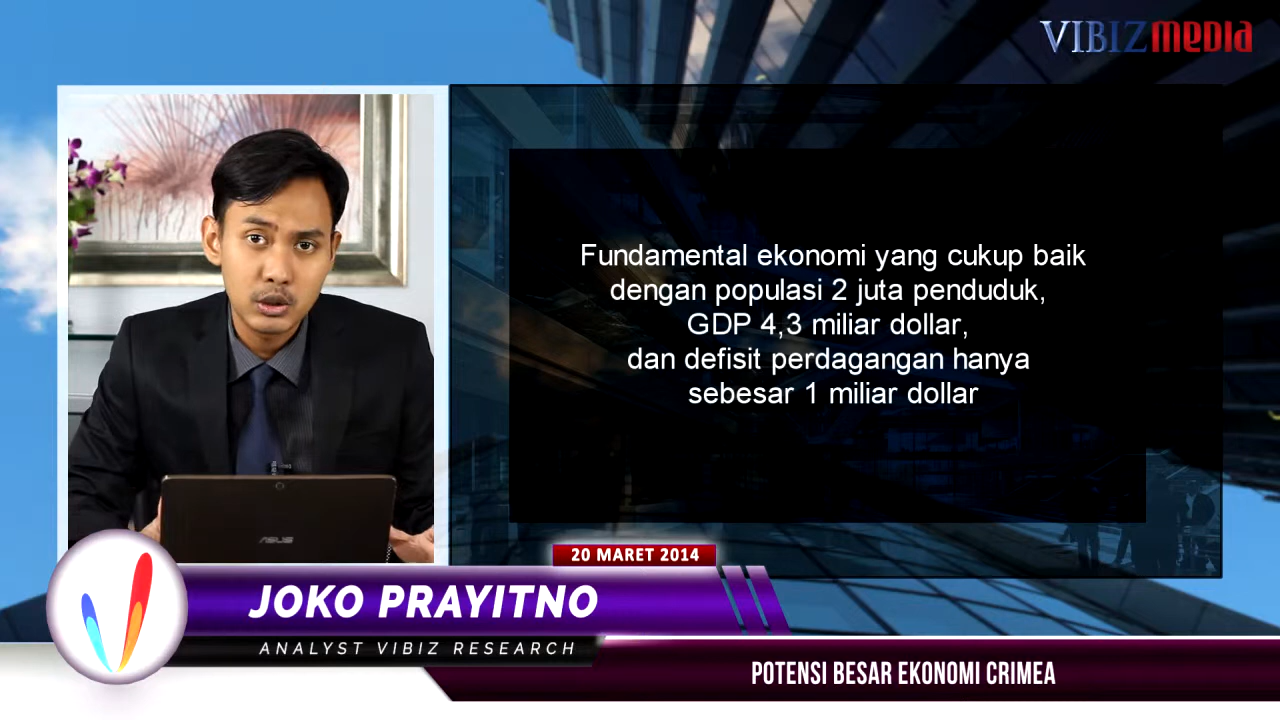 VIBIZMEDIA
Fundamental ekonomi yang cukup baik
dengan populasi 2 juta penduduk,
GDP 4,3 miliar dollar,
dan defisit perdagangan hanya
sebesar 1 miliar dollar
ASUS
20 MARET 2014
JOKO PRAYITNO
ANALYST VIBIZ RESEARCH
POTENSI BESAR EKONOMI CRIMEA